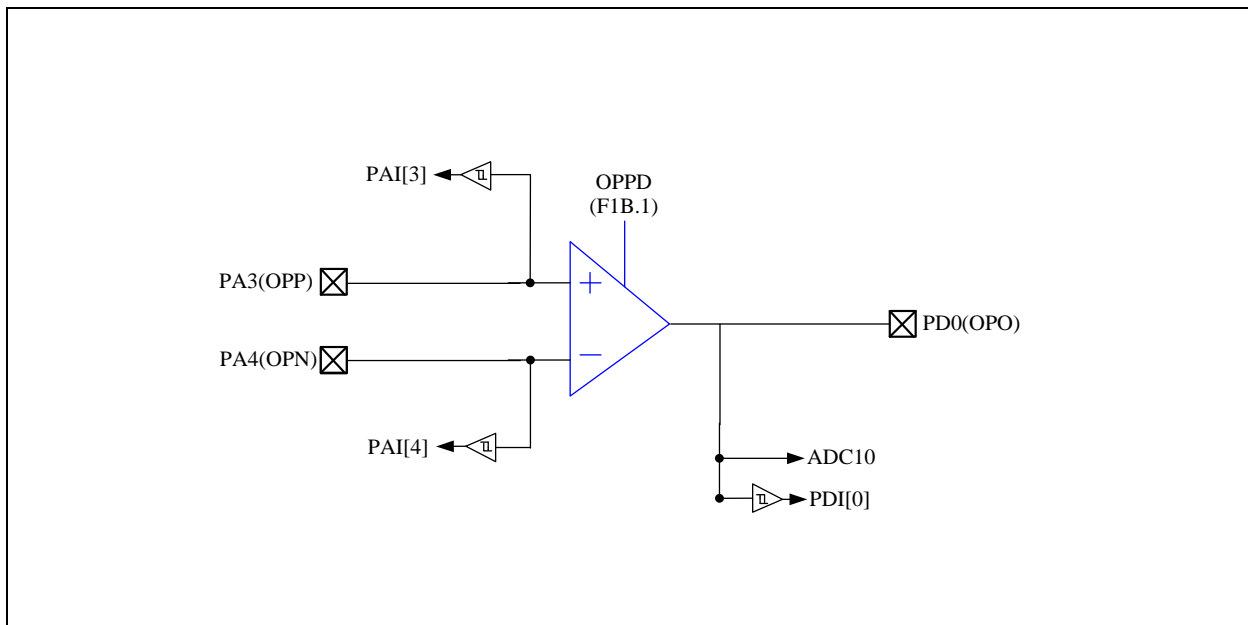 PAI[3]
OPPD
(F1B.1)
PA3(OPP)
+
PD0(OPO)
PA4(OPN)
−
PAI[4]
ADC10
PDI[0]